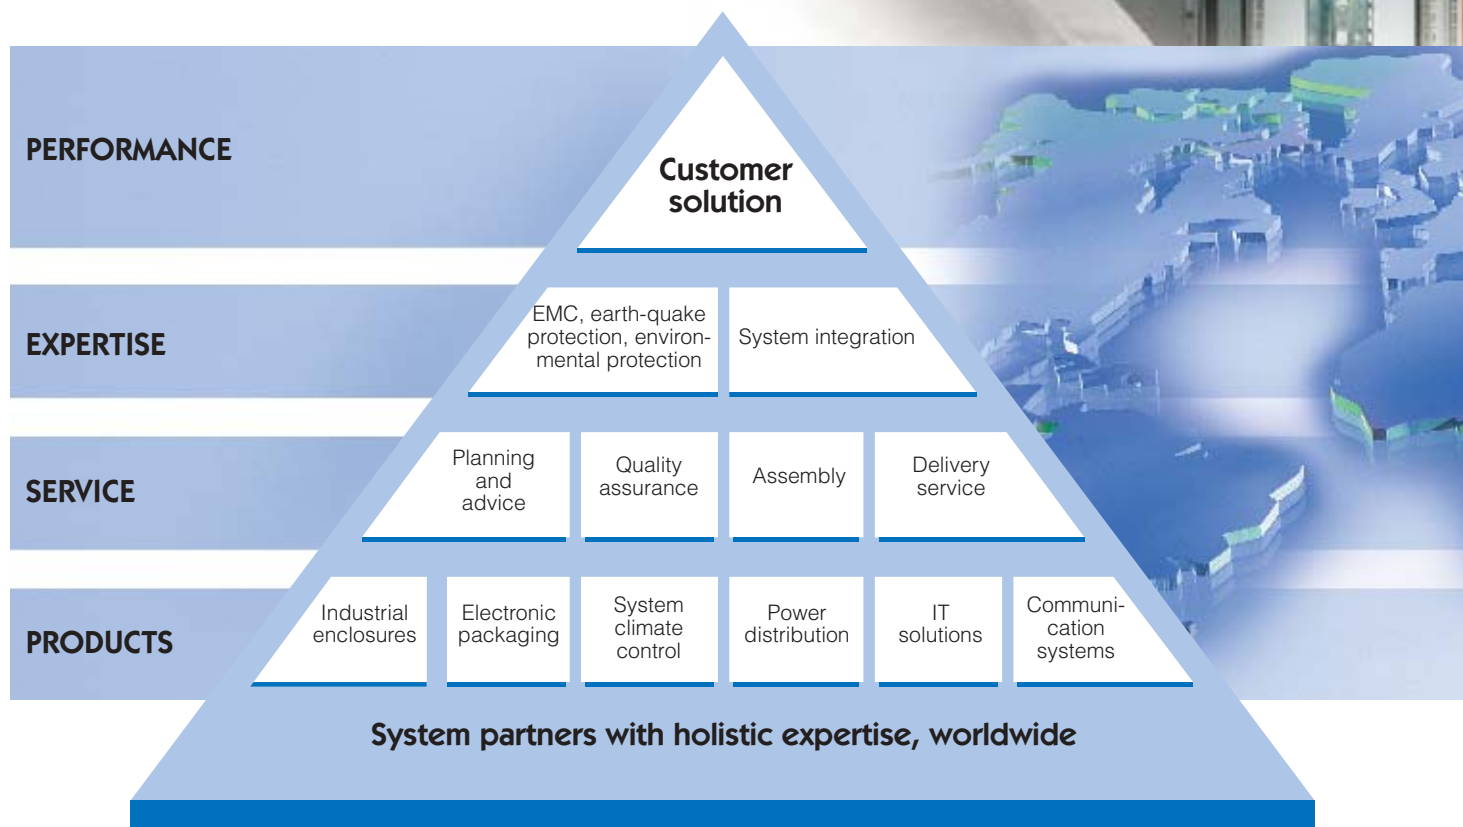 PERFORMANCE
Customer
solution
EXPERTISE
EMC, earth-quake
protection, environ-
mental protection
System integration
SERVICE
Planning
and
advice
Quality
assurance
Assembly
Delivery
service
PRODUCTS
Industrial
enclosures
Electronic
packaging
System
climate
control
Power
distribution
IT
solutions
Communi-
cation
systems
System partners with holistic expertise, worldwide